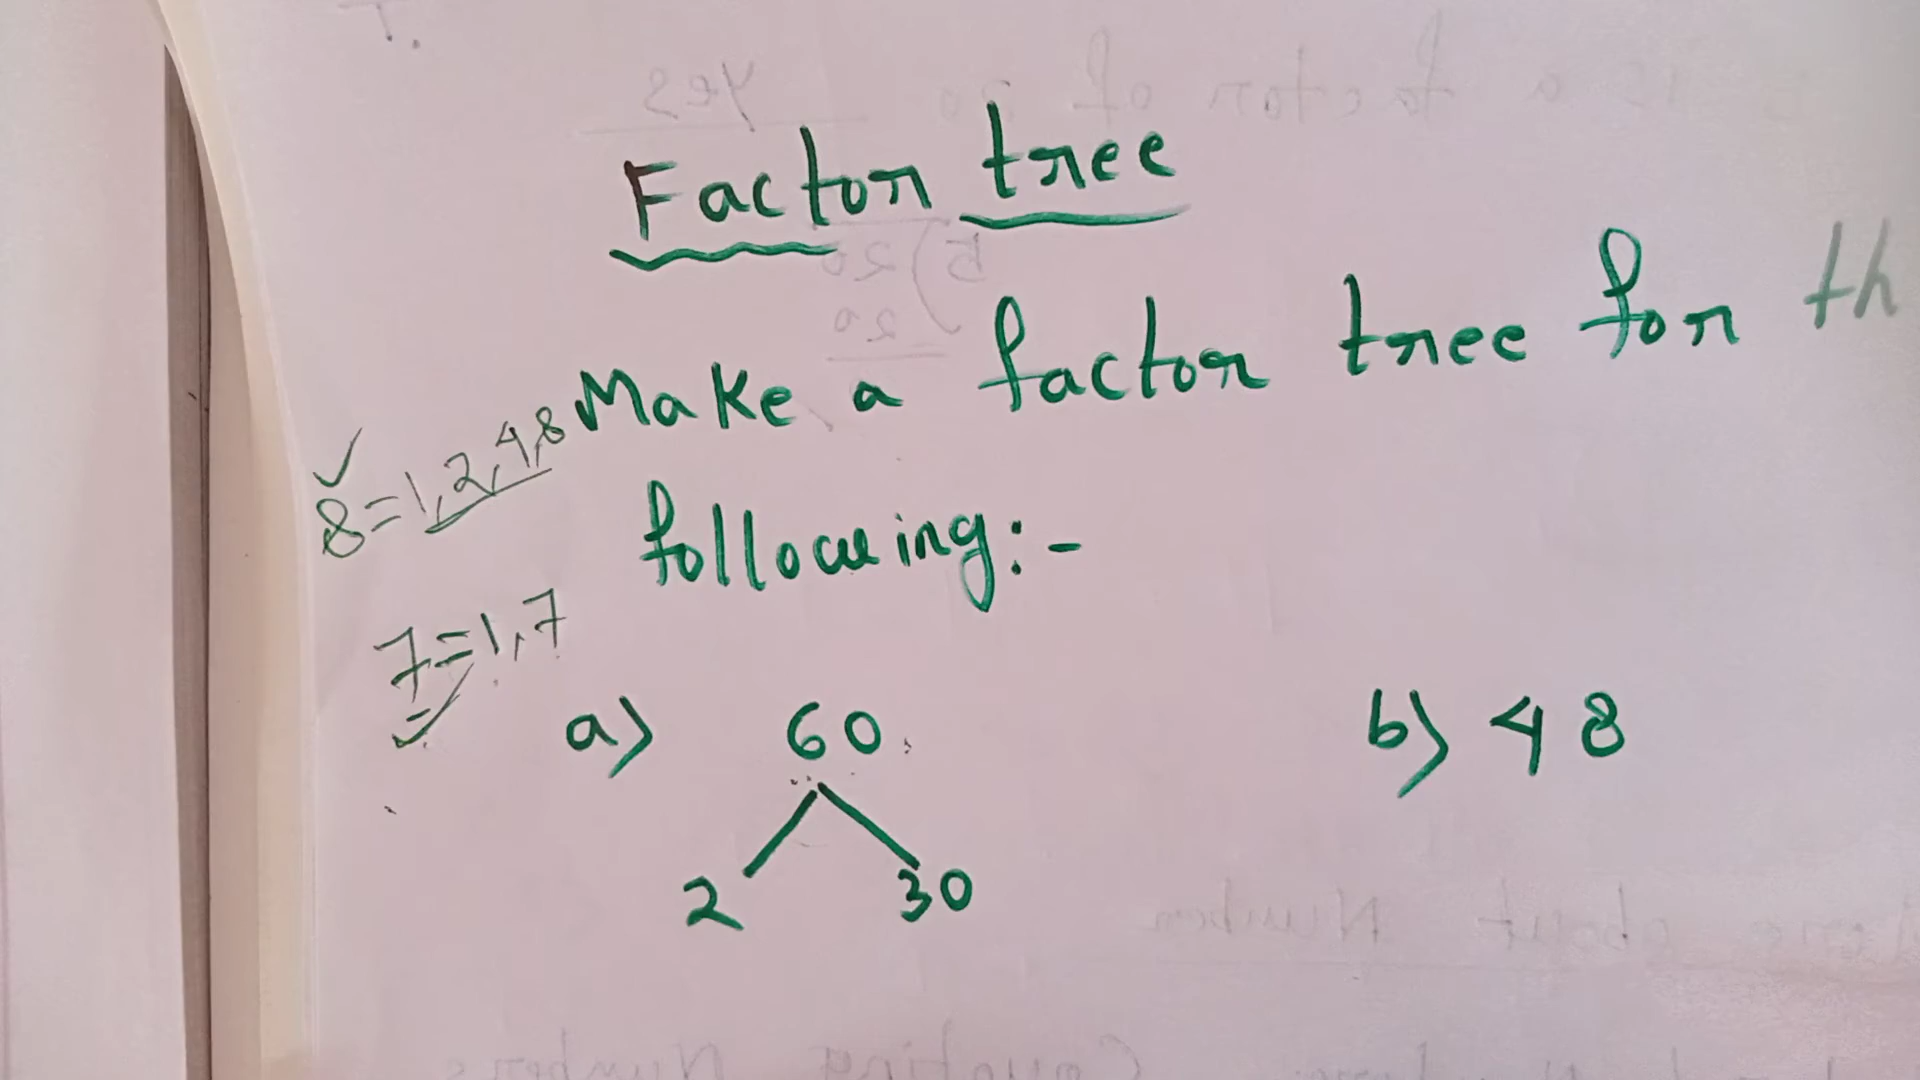 Factor tree
Make a factor tree for th
following:-
8=1,2,4,8
7=1,7
a) 60
2 30
b) 48